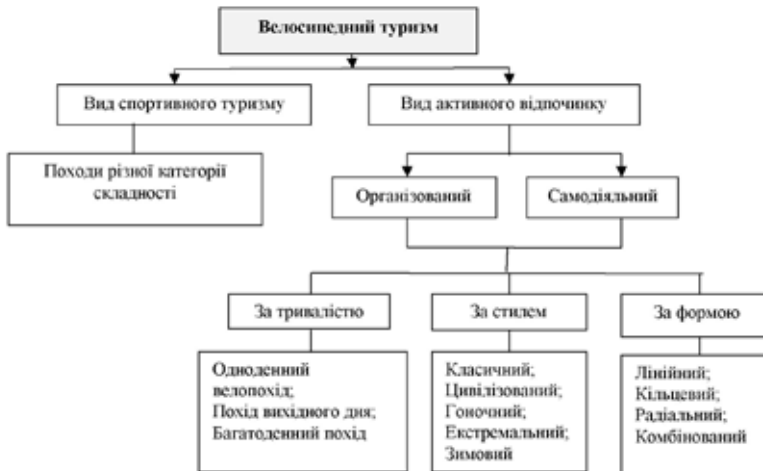 Велосипедний туризм
Вид спортивного туризму
Вид активного відпочинку
Походи різної категорії
складності
Організований
Самодіяльний
За тривалістю
За стилем
За формою
Одноденний
велопохід;
Похід вихідного дня;
Багатоденний похід
Класичний;
Цивілізований;
Гоночний;
Екстремальний;
Зимовий
Лінійний;
Кільцевий;
Радіальний;
Комбінований